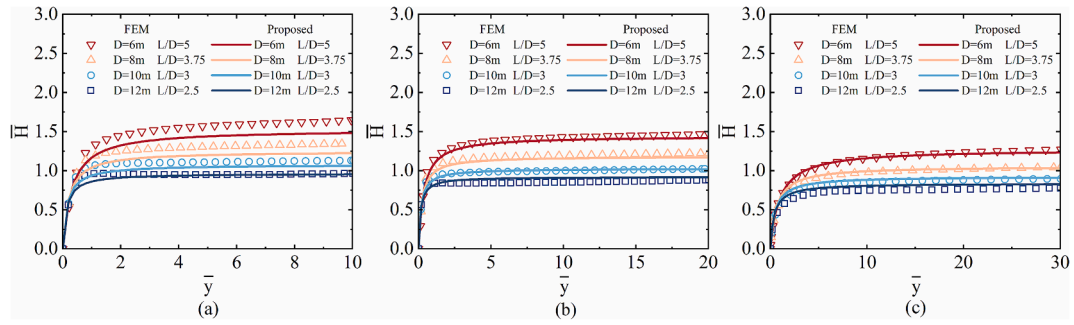 FEM Proposed
D=6m L/D=5 D=6m L/D=5
D=8m L/D=3.75 D=8m L/D=3.75
D=10m L/D=3 D=10m L/D=3
D=12m L/D=2.5 D=12m L/D=2.5
3.0
2.5
2.0
1.5
1.0
0.5
0.0
H̅
0 2 4 6 8 10
y̅
(a)
FEM Proposed
D=6m L/D=5 D=6m L/D=5
D=8m L/D=3.75 D=8m L/D=3.75
D=10m L/D=3 D=10m L/D=3
D=12m L/D=2.5 D=12m L/D=2.5
3.0
2.5
2.0
1.5
1.0
0.5
0.0
H̅
0 5 10 15 20
y̅
(b)
FEM Proposed
D=6m L/D=5 D=6m L/D=5
D=8m L/D=3.75 D=8m L/D=3.75
D=10m L/D=3 D=10m L/D=3
D=12m L/D=2.5 D=12m L/D=2.5
3.0
2.5
2.0
1.5
1.0
0.5
0.0
H̅
0 5 10 15 20 25 30
y̅
(c)